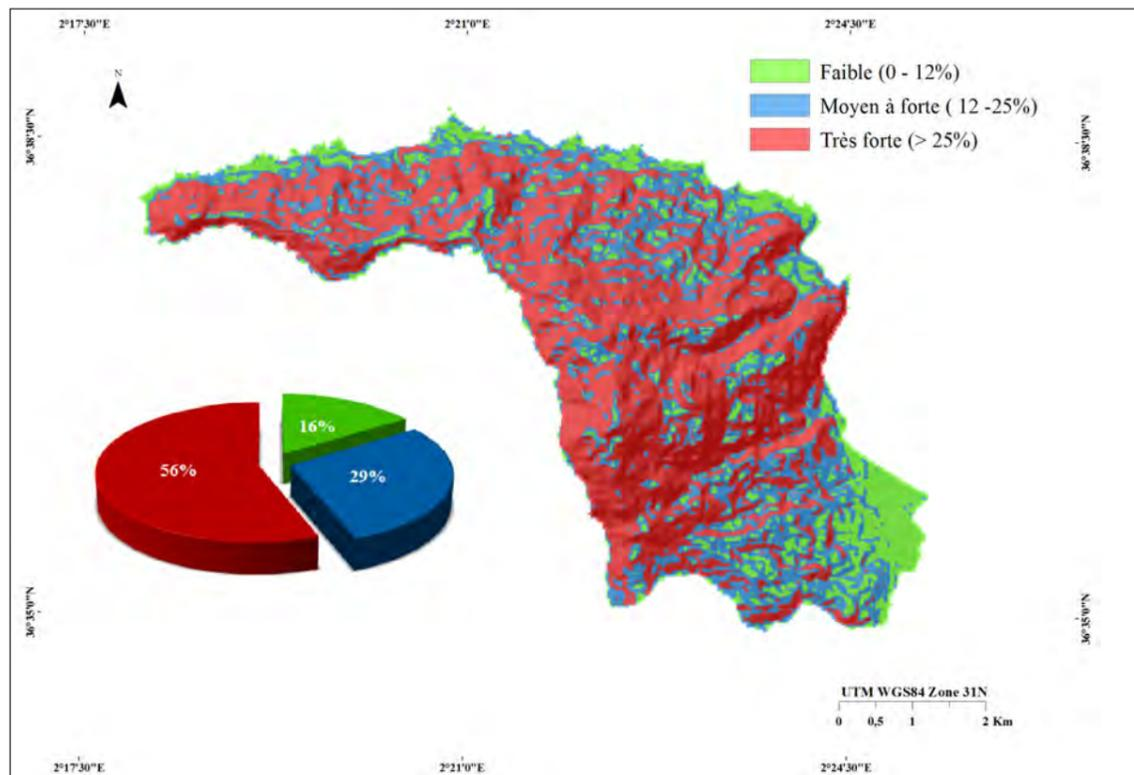 2°17'30"E
2°21'0"E
2°24'30"E
N
Faible (0 - 12%)
Moyen à forte ( 12 -25%)
Très forte (> 25%)
36°38'30"N
36°38'30"N
16%
56%
29%
36°35'0"N
36°35'0"N
UTM WGS84 Zone 31N
0 0,5 1 2 Km
2°17'30"E
2°21'0"E
2°24'30"E